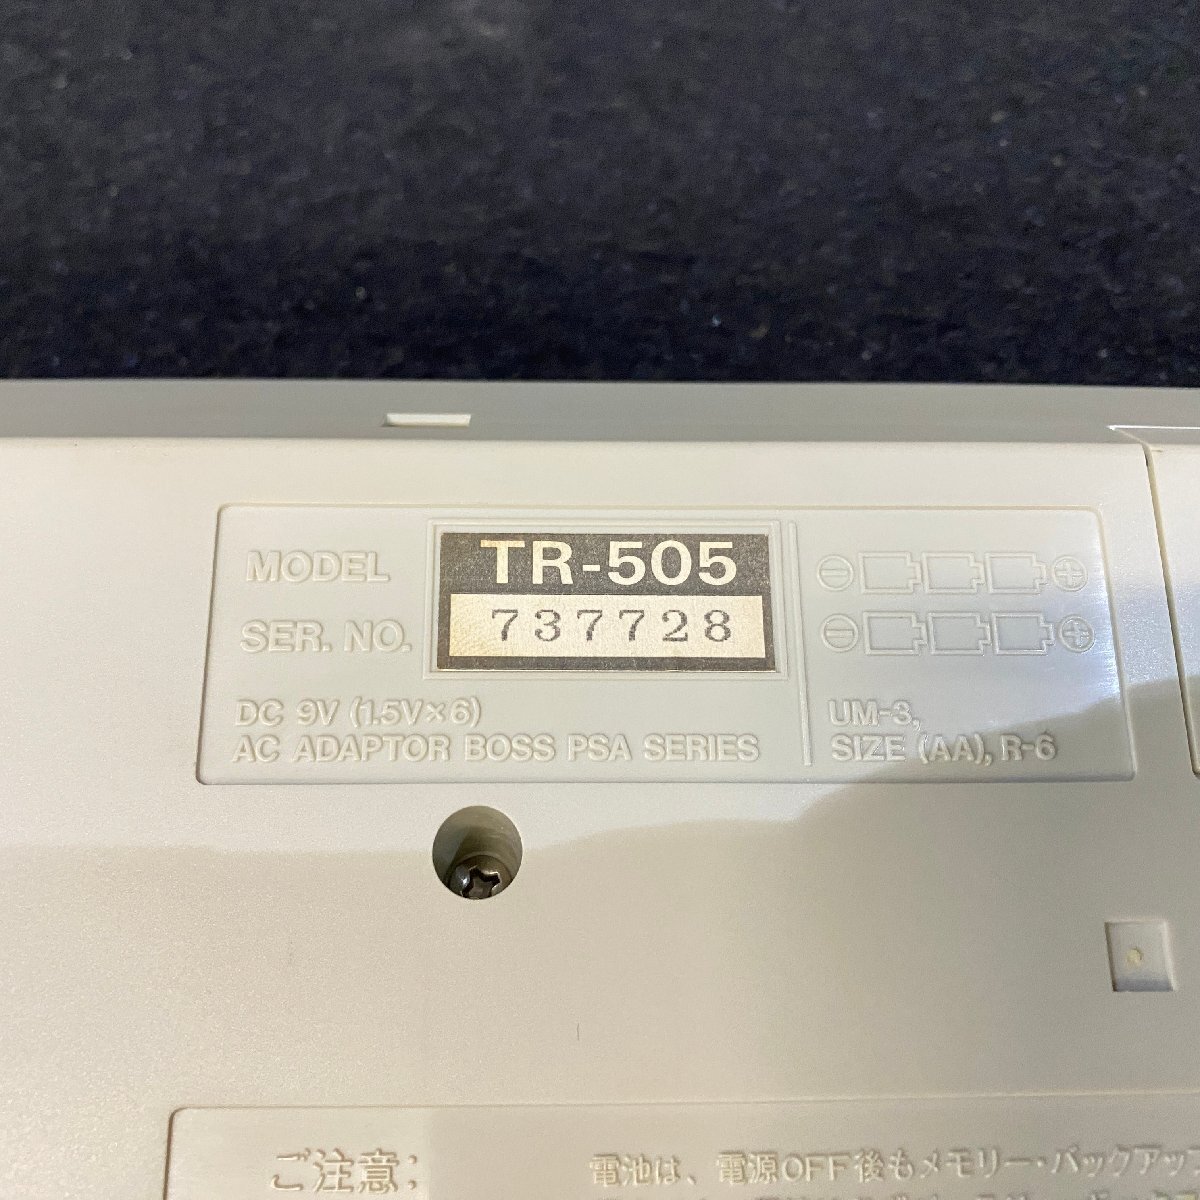 MODEL TR-505
SER. NO. 737728
DC 9V (1.5V×6)
AC ADAPTOR BOSS PSA SERIES
UM-3,
SIZE (AA), R-6
ご注意:
電池は、電源OFF後もメモリー・バックアップ